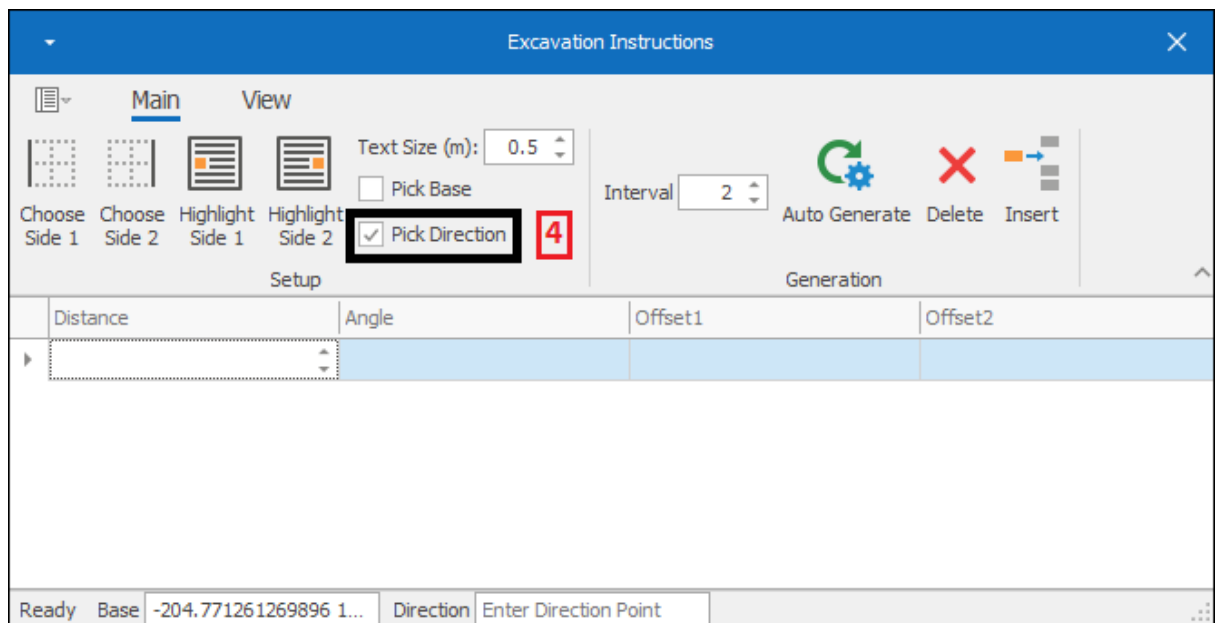 Excavation Instructions
Main View
Text Size (m): 0.5
Pick Base
Pick Direction
4
Choose Side 1
Choose Side 2
Highlight Side 1
Highlight Side 2
Setup
Interval 2
Auto Generate
Delete
Insert
Generation
Distance Angle Offset1 Offset2
Ready Base -204.771261269896 1... Direction Enter Direction Point